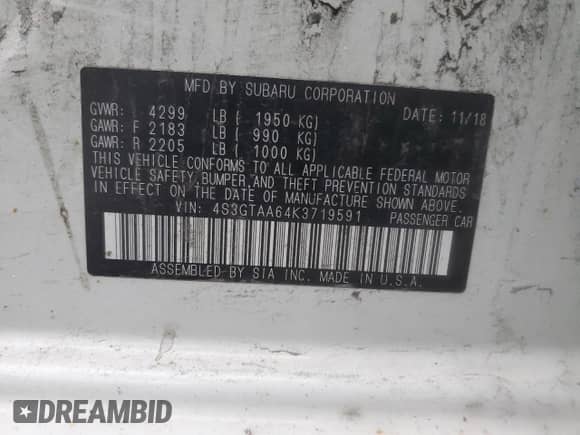 MFD BY SUBARU CORPORATION
GVWR: 4299 LB ( 1950 KG) DATE: 11/18
GAWR: F 2183 LB ( 990 KG)
GAWR: R 2205 LB ( 1000 KG)
THIS VEHICLE CONFORMS TO ALL APPLICABLE FEDERAL MOTOR
VEHICLE SAFETY,BUMPER,AND THEFT PREVENTION STANDARDS
IN EFFECT ON THE DATE OF MANUFACTURE SHOWN ABOVE.
VIN: 4S3GTAA64K3719591 PASSENGER CAR
ASSEMBLED BY SIA INC. MADE IN U.S.A.
DREAMBID